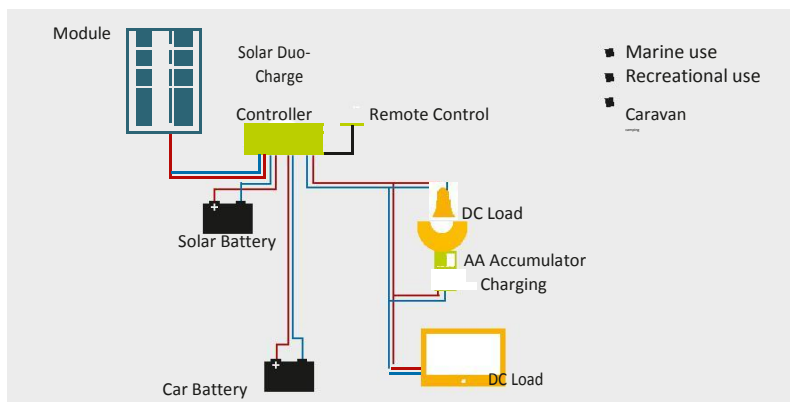 Module
Solar Duo-
Charge
Controller
Remote Control
Marine use
Recreational use
Caravan
camping
DC Load
Solar Battery
AA Accumulator
Charging
Car Battery
DC Load